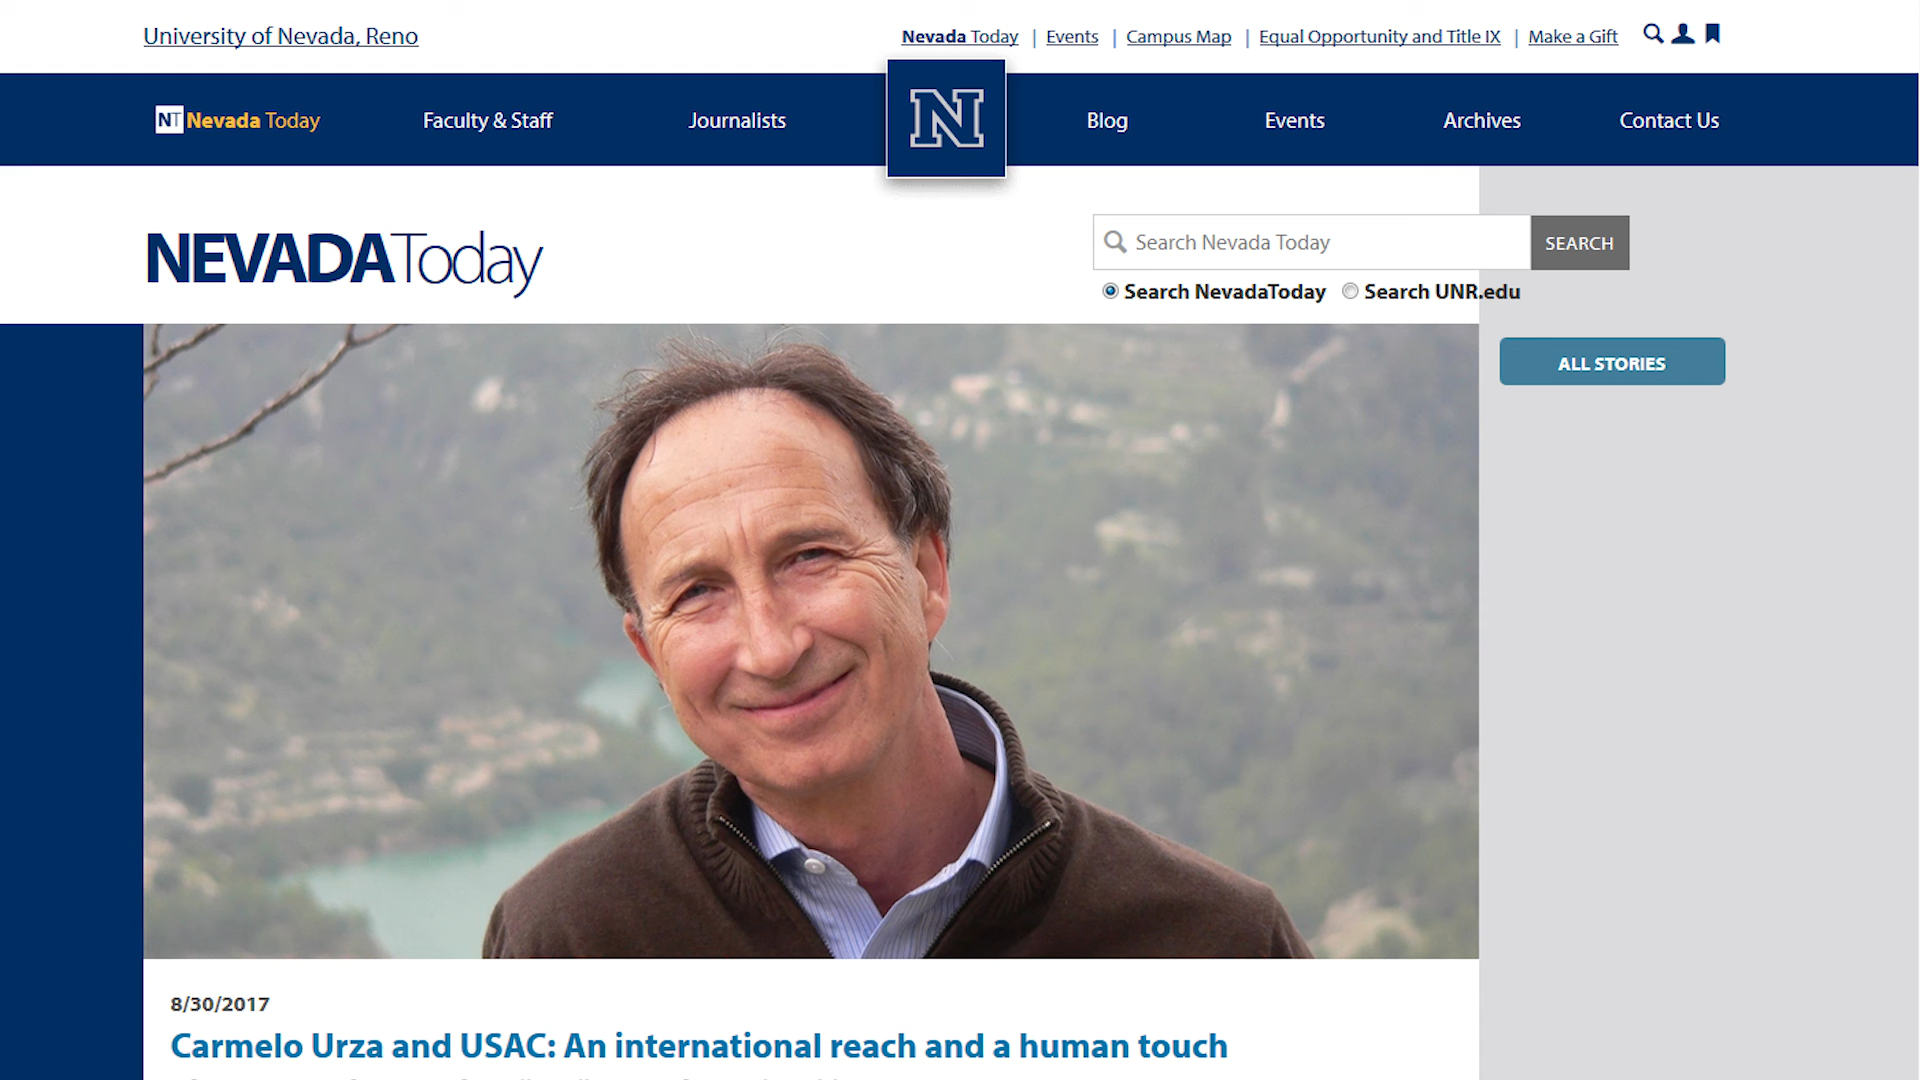 University of Nevada, Reno
Nevada Today | Events | Campus Map | Equal Opportunity and Title IX | Make a Gift
NT Nevada Today
Faculty & Staff
Journalists
N
Blog
Events
Archives
Contact Us
NEVADAToday
Search Nevada Today
SEARCH
Search NevadaToday
Search UNR.edu
ALL STORIES
8/30/2017
Carmelo Urza and USAC: An international reach and a human touch